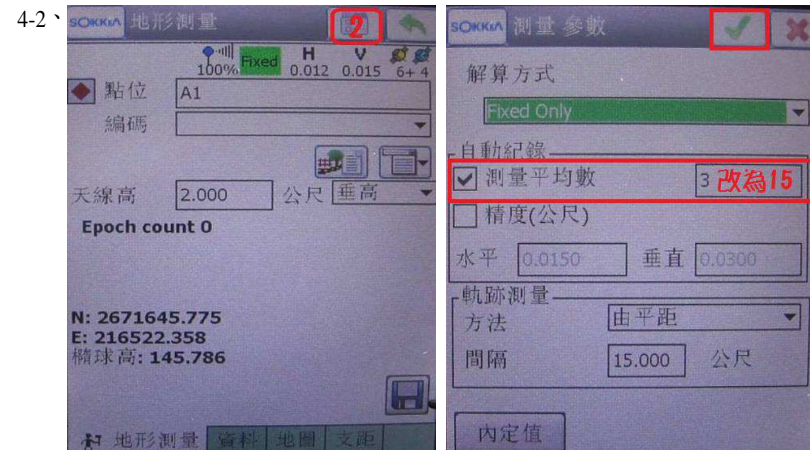 4-2、
SOKKIA 地形測量 2
100% Fixed H 0.012 V 0.015 6+ 4
點位 A1
編碼
天線高 2.000 公尺 垂高
Epoch count 0
N: 2671645.775
E: 216522.358
橢球高: 145.786
地形測量 資料 地圖 支距
SOKKIA 測量 參數
解算方式
Fixed Only
自動紀錄
測量平均數 3 改為15
精度(公尺)
水平 0.0150 垂直 0.0300
軌跡測量
方法 由平距
間隔 15.000 公尺
內定值